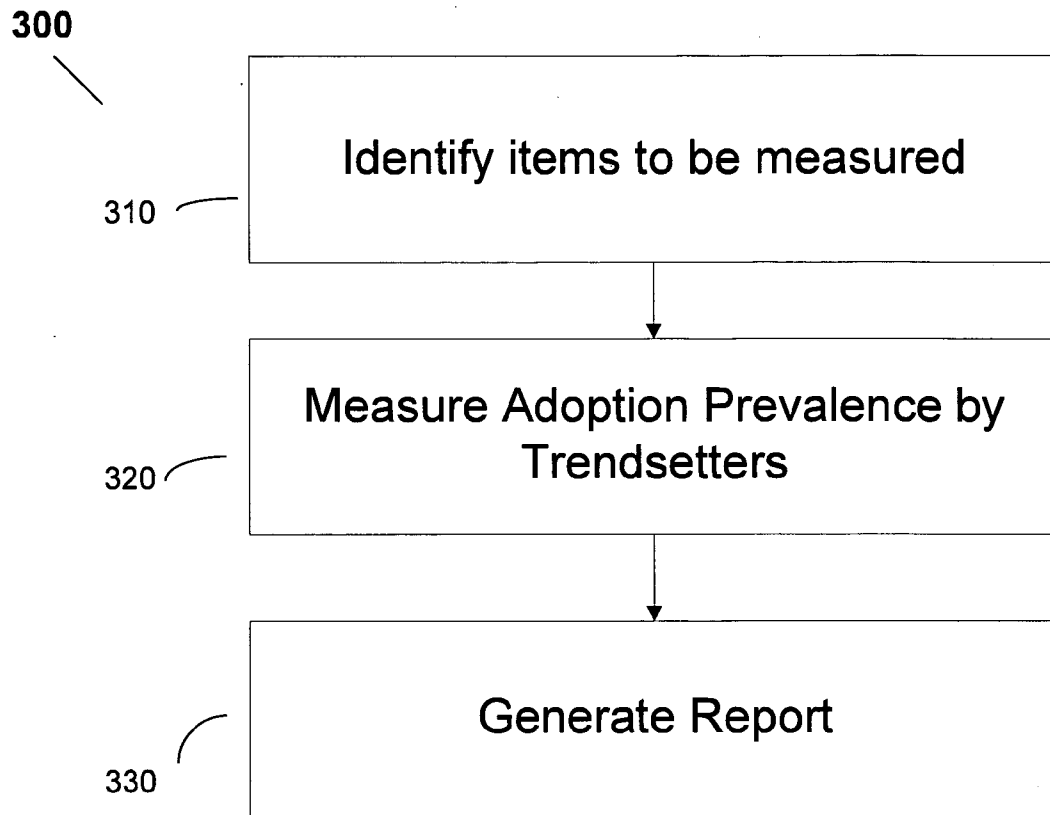 300
Identify items to be measured
310
Measure Adoption Prevalence by
Trendsetters
320
Generate Report
330